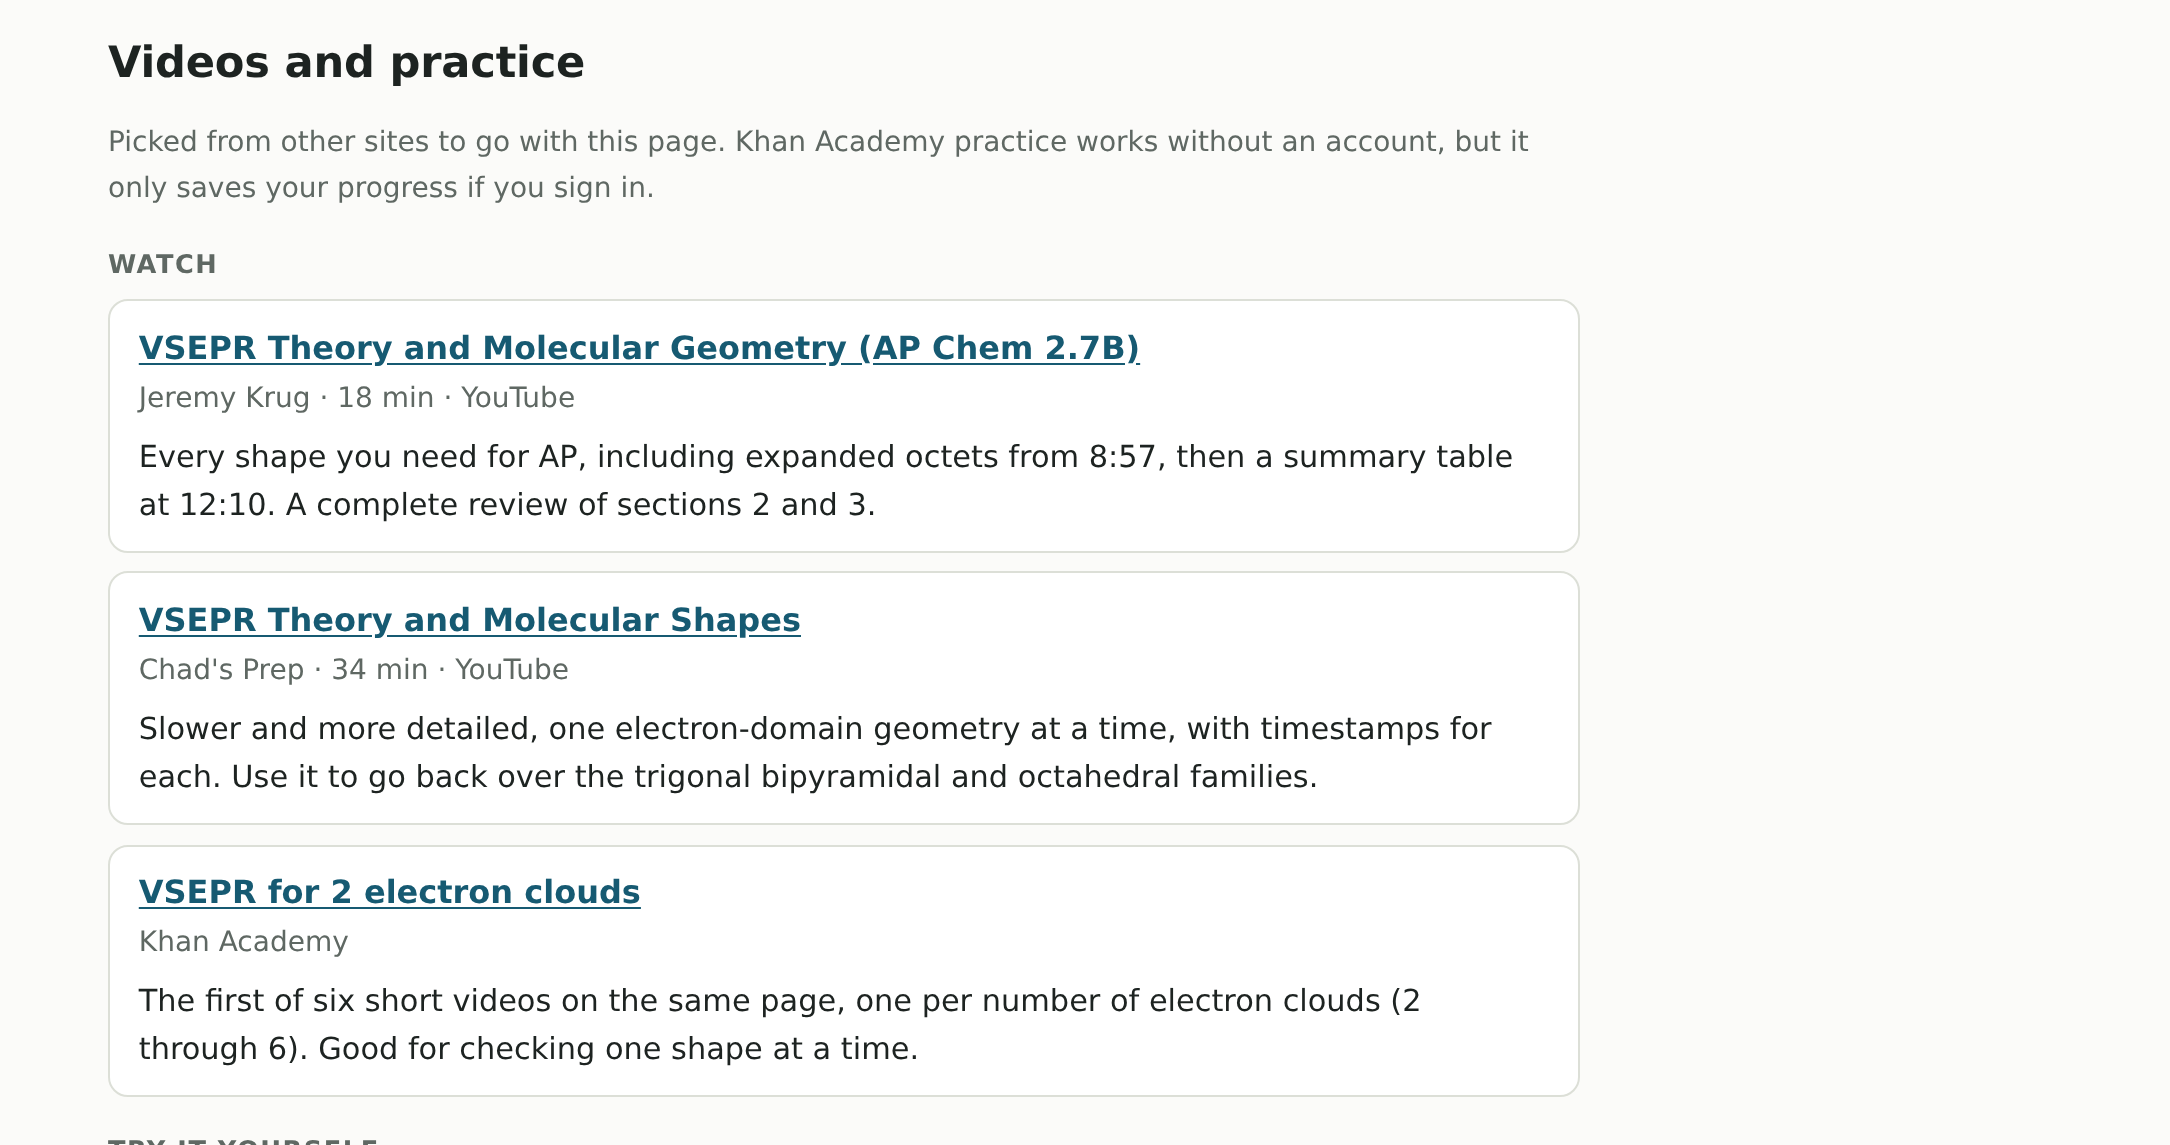 Videos and practice
Picked from other sites to go with this page. Khan Academy practice works without an account, but it
only saves your progress if you sign in.
WATCH
VSEPR Theory and Molecular Geometry (AP Chem 2.7B)
Jeremy Krug · 18 min · YouTube
Every shape you need for AP, including expanded octets from 8:57, then a summary table
at 12:10. A complete review of sections 2 and 3.
VSEPR Theory and Molecular Shapes
Chad's Prep · 34 min · YouTube
Slower and more detailed, one electron-domain geometry at a time, with timestamps for
each. Use it to go back over the trigonal bipyramidal and octahedral families.
VSEPR for 2 electron clouds
Khan Academy
The first of six short videos on the same page, one per number of electron clouds (2
through 6). Good for checking one shape at a time.
TRY IT YOURSELF